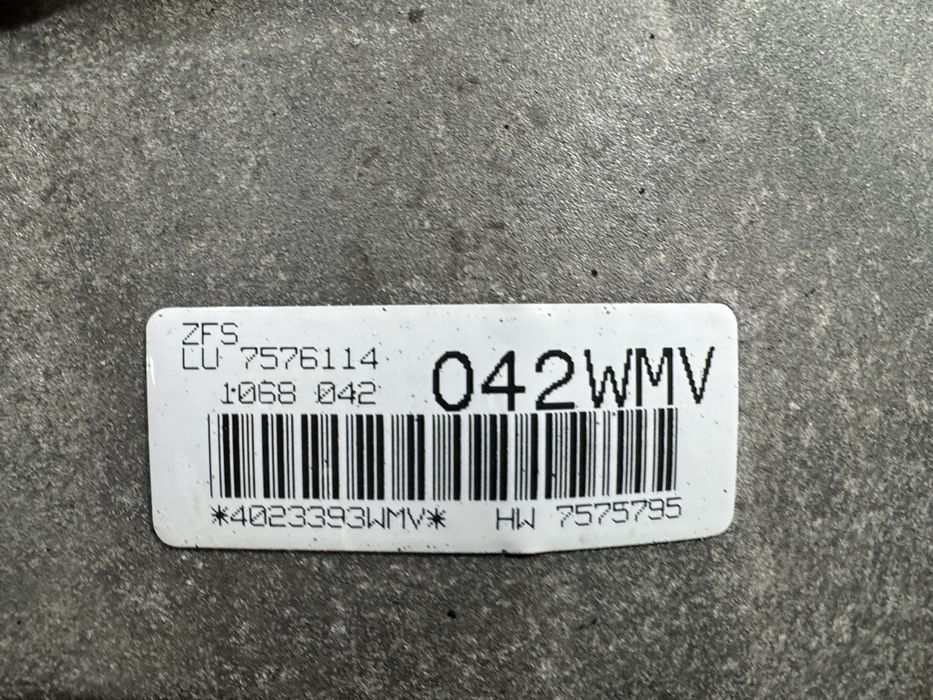 ZFS
LU 7576114
1068 042 042WMV
*4023393WMV* HW 7575795